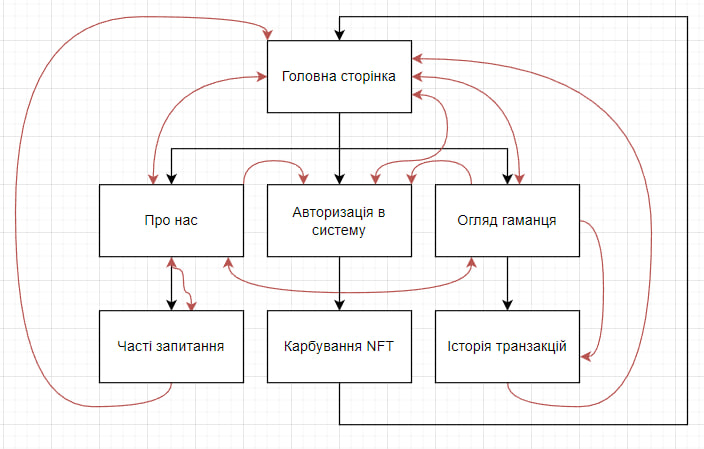 Головна сторінка
Про нас
Авторизація в
систему
Огляд гаманця
Часті запитання
Карбування NFT
Історія транзакцій